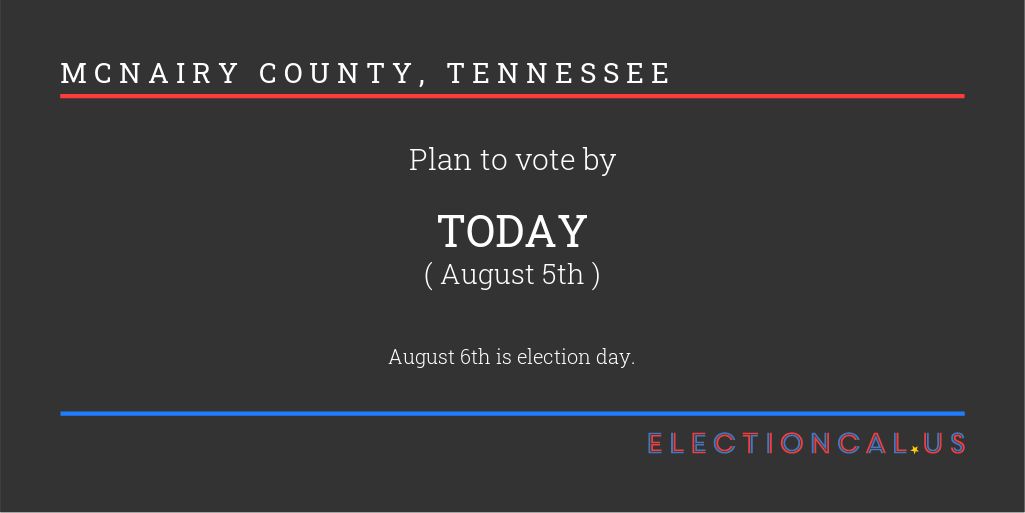 MCNAIRY COUNTY, TENNESSEE
Plan to vote by
TODAY
( August 5th )
August 6th is election day.
ELECTIONCAL.US